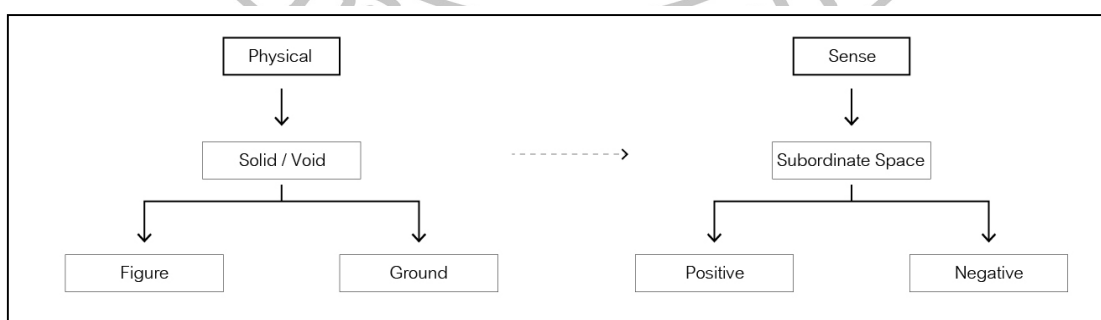 Physical
Sense
Solid / Void
Subordinate Space
Figure
Ground
Positive
Negative